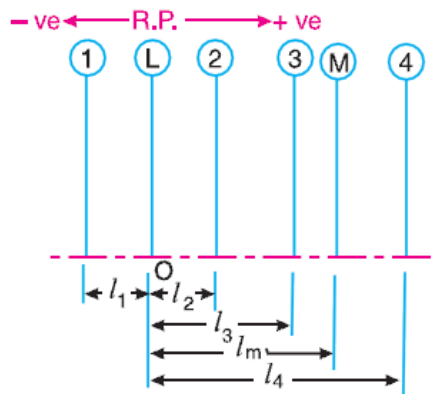 – ve R.P. + ve
1 L 2 3 M 4
O
l₁ l₂
l₃
lₘ
l₄